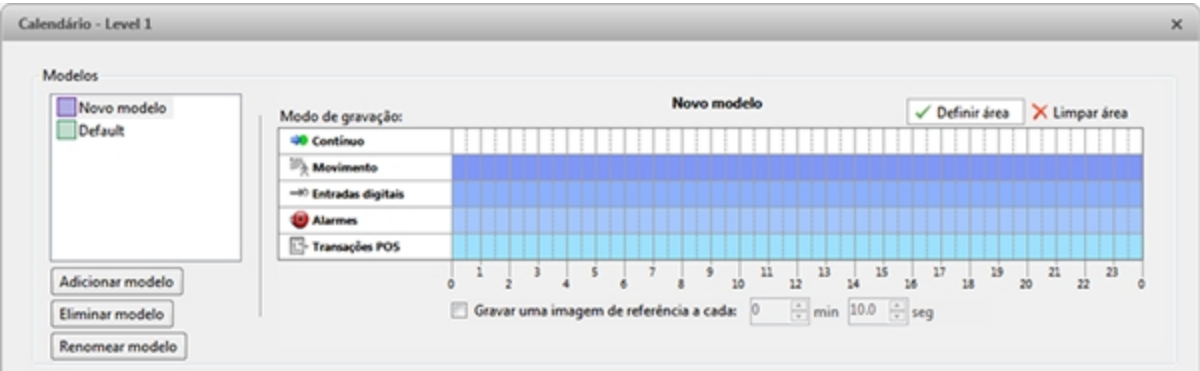 Calendário - Level 1
Modelos
Novo modelo
Default
Adicionar modelo
Eliminar modelo
Renomear modelo
Novo modelo
Modo de gravação:
Definir área
Limpar área
Contínuo
Movimento
Entradas digitais
Alarmes
Transações POS
0 1 2 3 4 5 6 7 8 9 10 11 12 13 14 15 16 17 18 19 20 21 22 23 0
Gravar uma imagem de referência a cada: 0 min 10.0 seg